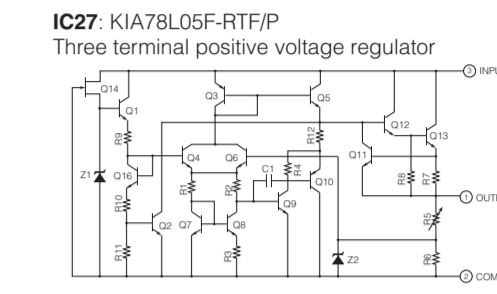 IC27: KIA78L05F-RTF/P
Three terminal positive voltage regulator
3 INPU
Q14
Q3
Q5
Q1
Q12
Q13
R9
R12
Q4
Q6
Q11
Z1
Q16
C1
R4
Q10
R8
R7
R1
R2
1 OUTP
R10
Q9
R5
Q2
Q7
Q8
R11
R3
Z2
R6
2 COM